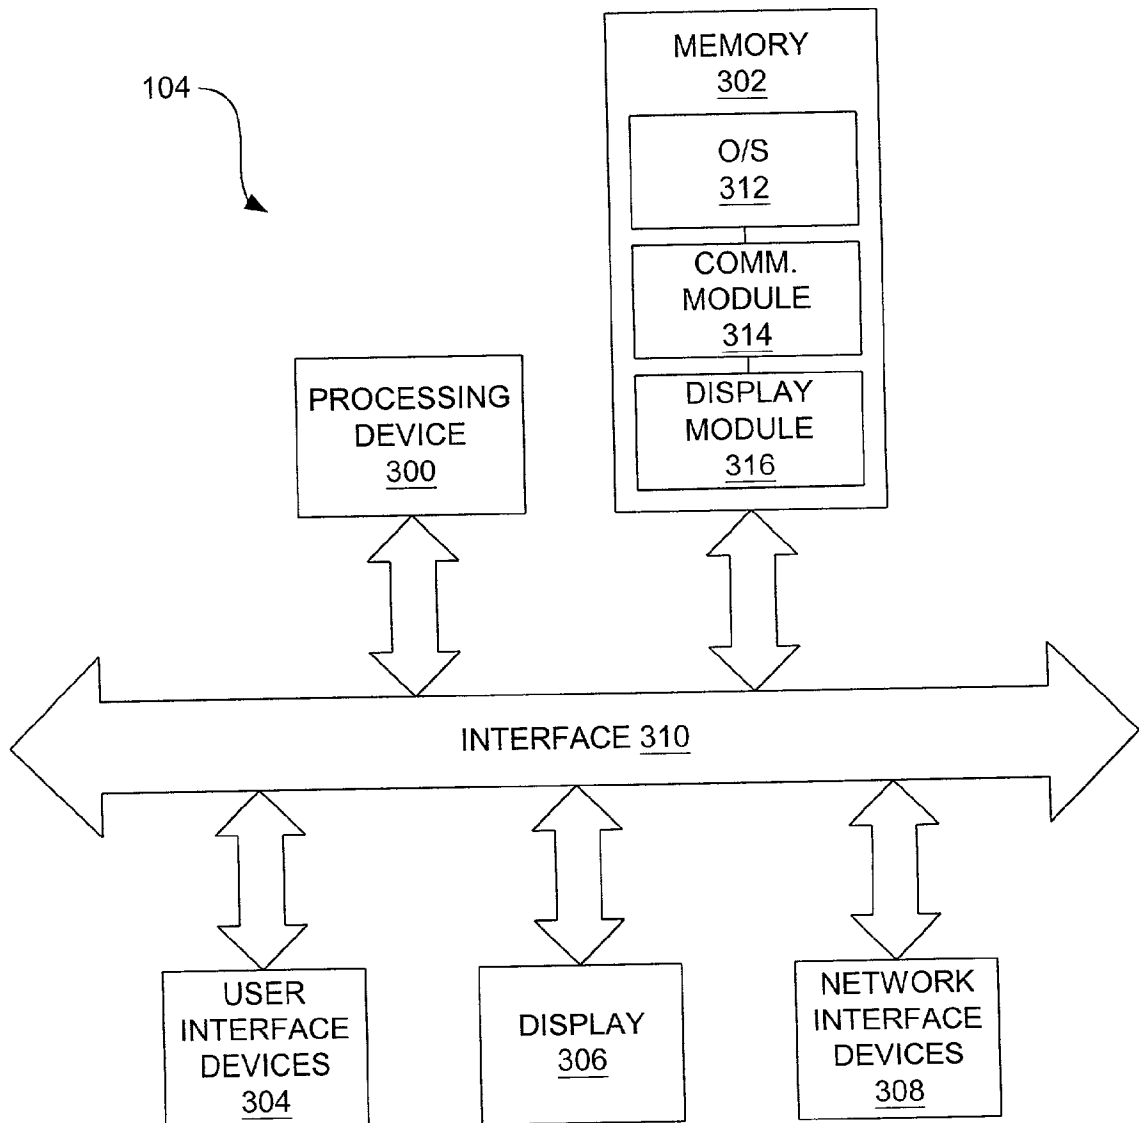 104
MEMORY
302
O/S
312
COMM.
MODULE
314
DISPLAY
MODULE
316
PROCESSING
DEVICE
300
INTERFACE 310
USER
INTERFACE
DEVICES
304
DISPLAY
306
NETWORK
INTERFACE
DEVICES
308